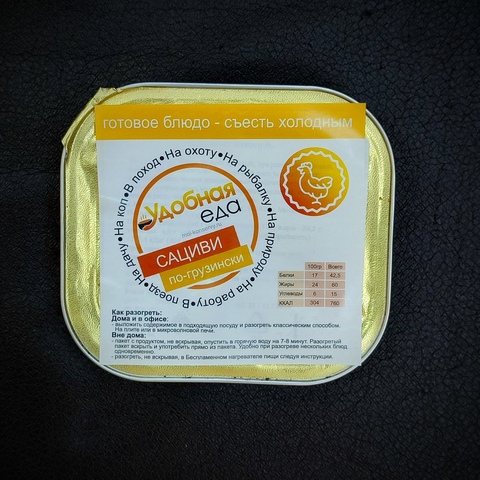 готовое блюдо - съесть холодным
•На охоту•На рыбалку•На природу•На работу•В поезд•На дачу•На кол•В поход
Удобная
еда
СаЦИВИ
по-грузински
100гр Всего
Белки 17 42,5
Жиры 24 60
Углеводы 6 15
ККАЛ 304 760
Как разогреть:
Дома и в офисе:
- выложить содержимое в подходящую посуду и разогреть классическим способом.
На плите или в микроволновой печи.
Вне дома:
- пакет с продуктом, не вскрывая, опустить в горячую воду на 7-8 минут. Разогретый
пакет вскрыть и употребить прямо из пакета. Удобно при разогреве нескольких блюд
одновременно.
- разогреть, не вскрывая, в Беспламенном нагревателе пищи следуя инструкции.